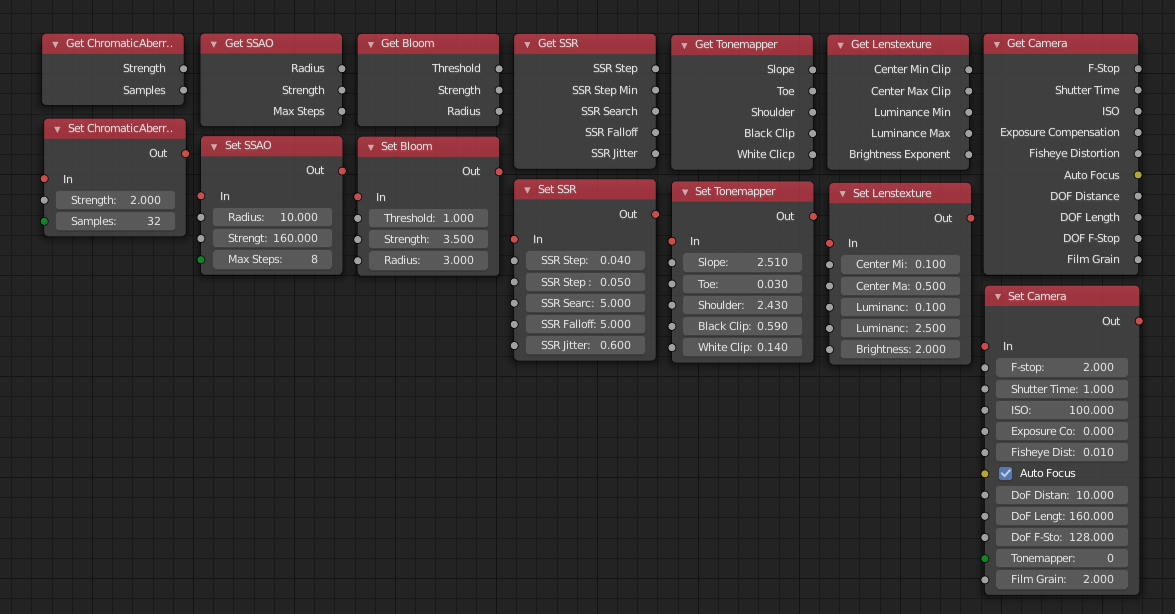 Get ChromaticAberr..
Strength
Samples
Set ChromaticAberr..
Out
In
Strength: 2.000
Samples: 32
Get SSAO
Radius
Strength
Max Steps
Set SSAO
Out
In
Radius: 10.000
Strengt: 160.000
Max Steps: 8
Get Bloom
Threshold
Strength
Radius
Set Bloom
Out
In
Threshold: 1.000
Strength: 3.500
Radius: 3.000
Get SSR
SSR Step
SSR Step Min
SSR Search
SSR Falloff
SSR Jitter
Set SSR
Out
In
SSR Step: 0.040
SSR Step : 0.050
SSR Searc: 5.000
SSR Falloff: 5.000
SSR Jitter: 0.600
Get Tonemapper
Slope
Toe
Shoulder
Black Clip
White Clicp
Set Tonemapper
Out
In
Slope: 2.510
Toe: 0.030
Shoulder: 2.430
Black Clip: 0.590
White Clip: 0.140
Get Lenstexture
Center Min Clip
Center Max Clip
Luminance Min
Luminance Max
Brightness Exponent
Set Lenstexture
Out
In
Center Mi: 0.100
Center Ma: 0.500
Luminanc: 0.100
Luminanc: 2.500
Brightness: 2.000
Get Camera
F-Stop
Shutter Time
ISO
Exposure Compensation
Fisheye Distortion
Auto Focus
DOF Distance
DOF Length
DOF F-Stop
Film Grain
Set Camera
Out
In
F-stop: 2.000
Shutter Time: 1.000
ISO: 100.000
Exposure Co: 0.000
Fisheye Dist: 0.010
Auto Focus
DoF Distan: 10.000
DoF Lengt: 160.000
DoF F-Sto: 128.000
Tonemapper: 0
Film Grain: 2.000